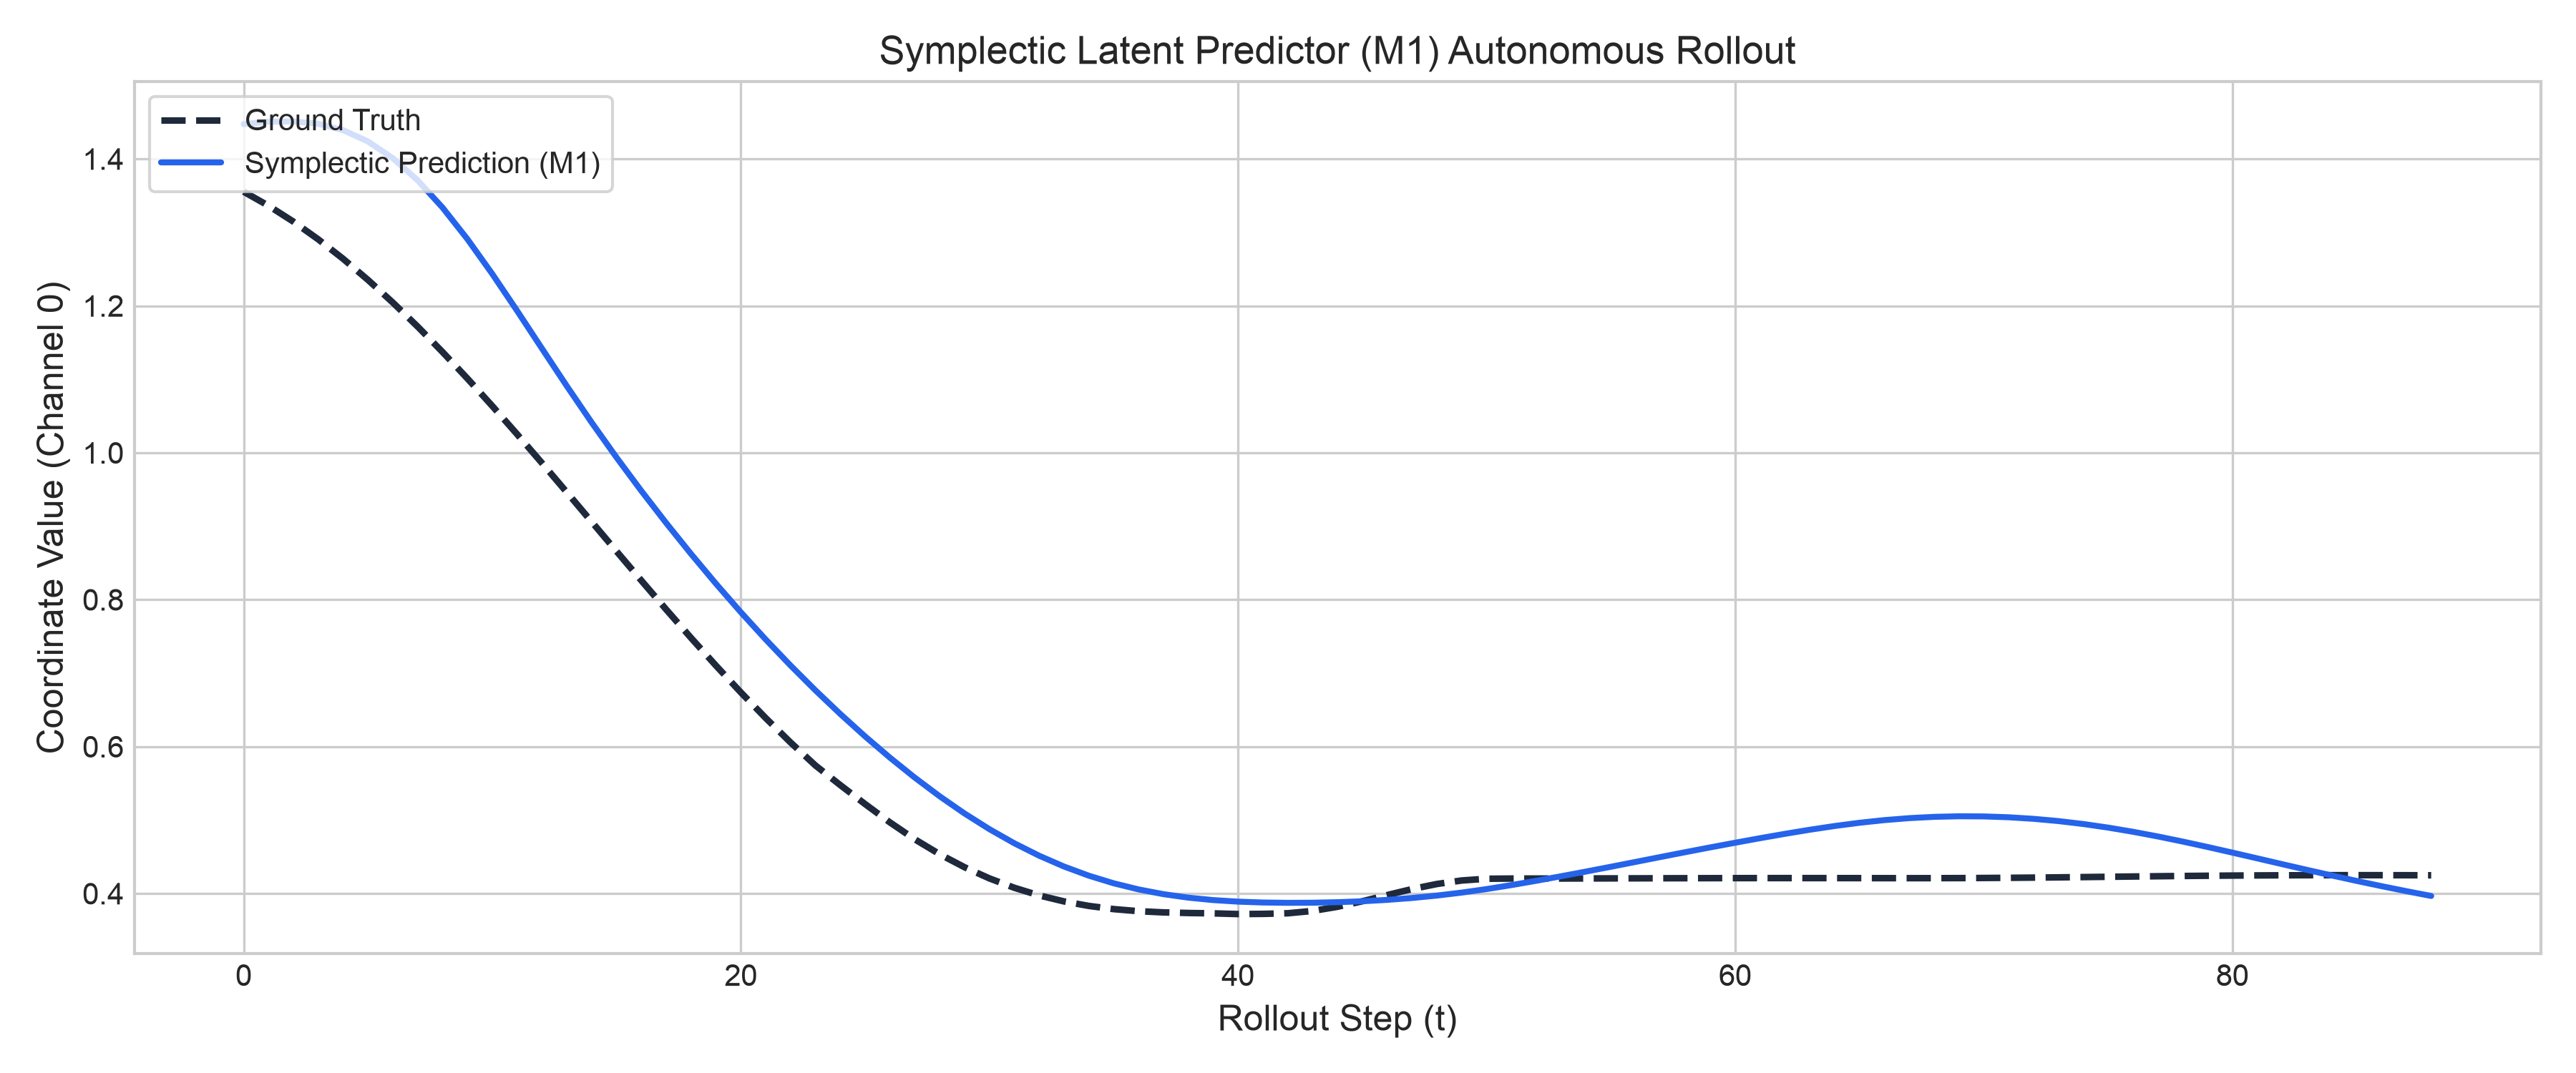 Symplectic Latent Predictor (M1) Autonomous Rollout
Ground Truth
Symplectic Prediction (M1)
Coordinate Value (Channel 0)
1.4
1.2
1.0
0.8
0.6
0.4
0 20 40 60 80
Rollout Step (t)